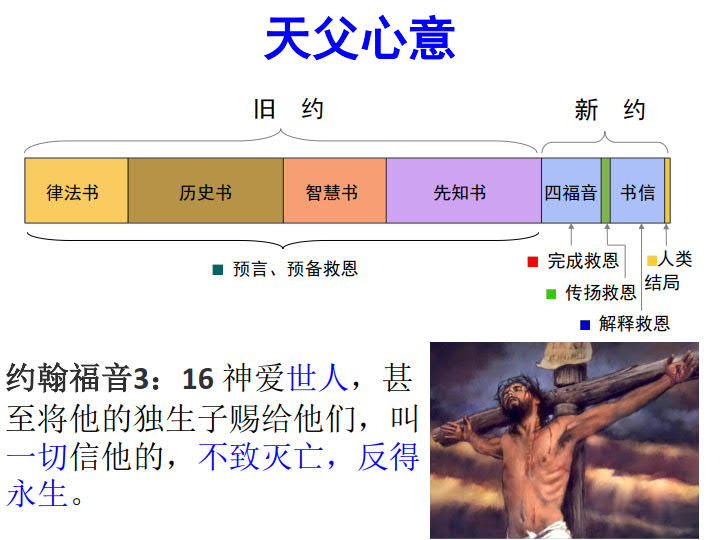 天父心意
旧 约
新 约
律法书
历史书
智慧书
先知书
四福音
书信
预言、预备救恩
完成救恩
人类
结局
传扬救恩
解释救恩
约翰福音3：16 神爱世人，甚
至将他的独生子赐给他们，叫
一切信他的，不致灭亡，反得
永生。